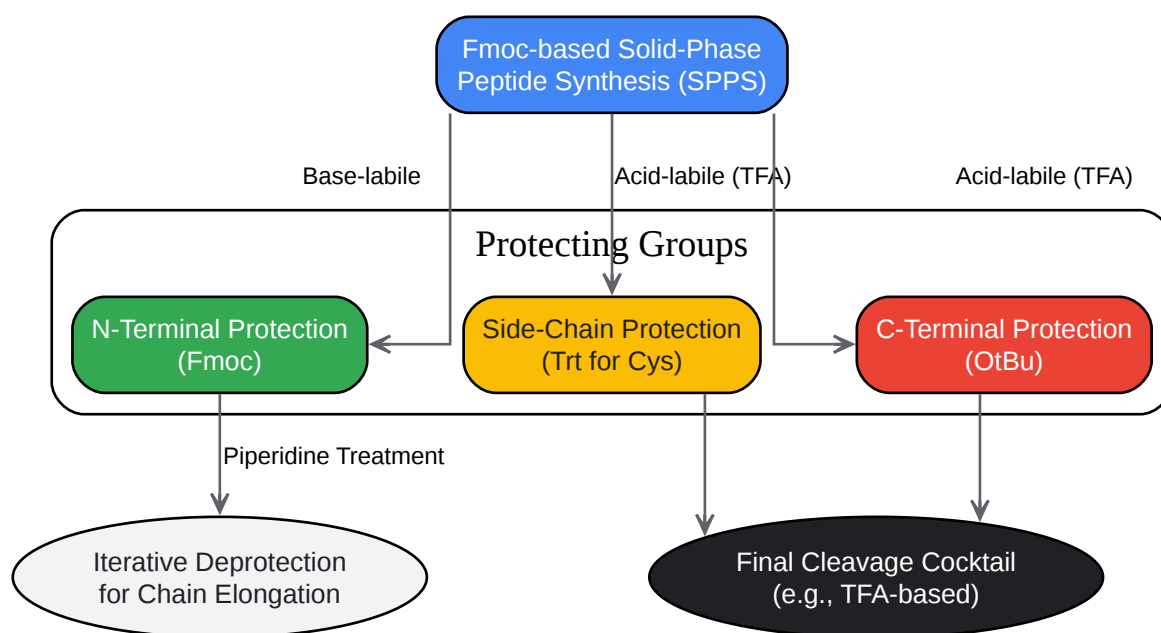 Fmoc-based Solid-Phase
Peptide Synthesis (SPPS)
Base-labile
Acid-labile (TFA)
Acid-labile (TFA)
Protecting Groups
N-Terminal Protection
(Fmoc)
Side-Chain Protection
(Trt for Cys)
C-Terminal Protection
(OtBu)
Piperidine Treatment
Iterative Deprotection
for Chain Elongation
Final Cleavage Cocktail
(e.g., TFA-based)